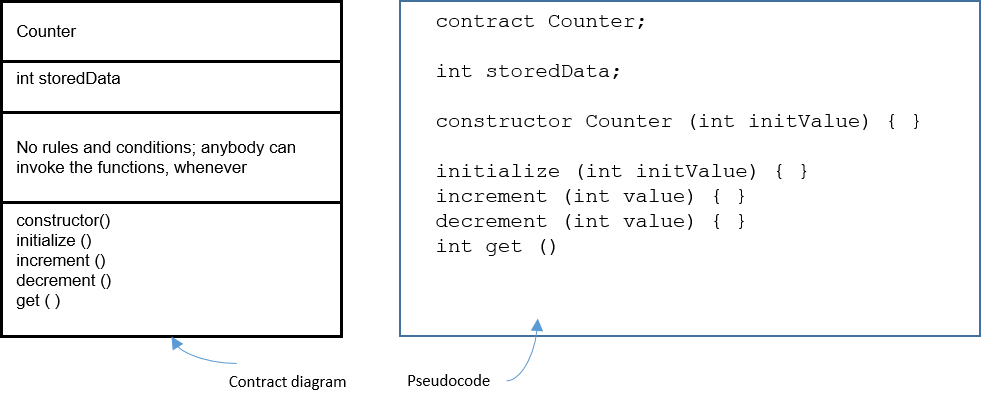 Counter
int storedData
No rules and conditions; anybody can
invoke the functions, whenever
constructor()
initialize ()
increment ()
decrement ()
get ( )
Contract diagram
contract Counter;
int storedData;
constructor Counter (int initValue) { }
initialize (int initValue) { }
increment (int value) { }
decrement (int value) { }
int get ()
Pseudocode